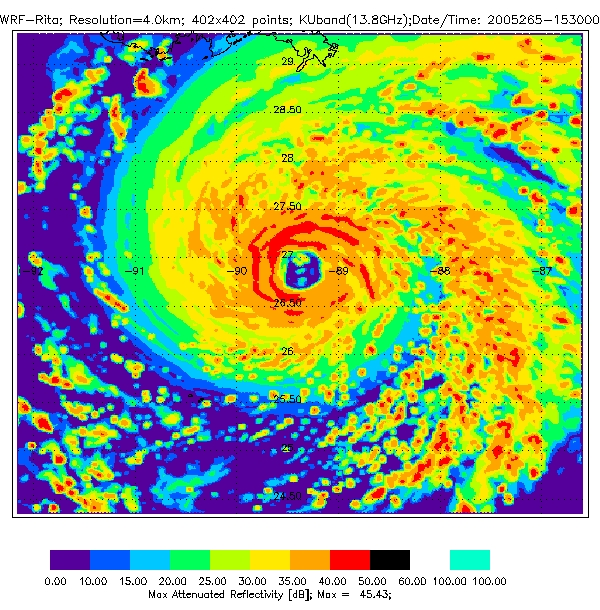 WRF-Rita; Resolution=4.0km; 402x402 points; KUband(13.8GHz);Date/Time: 2005265-153000
29
28.50
28
27.50
27
-92 -91 -90 -89 -88 -87
26.50
26
25.50
25
24.50
0.00 10.00 15.00 20.00 25.00 30.00 35.00 40.00 50.00 60.00 100.00 100.00
Max Attenuated Reflectivity [dB]; Max = 45.43;